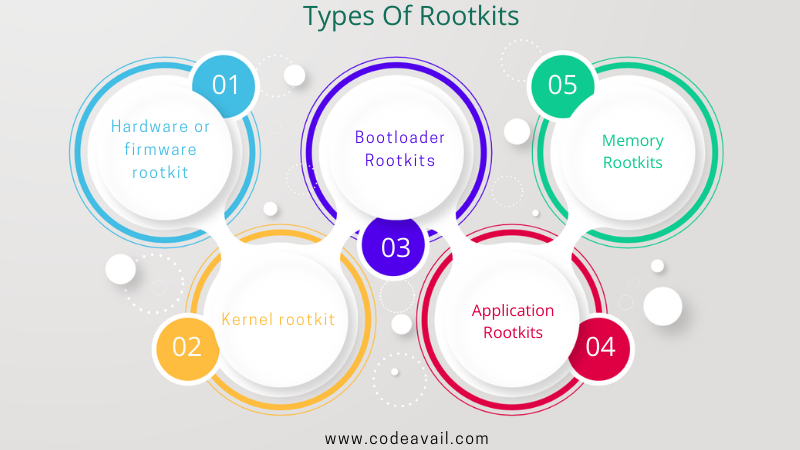 Types Of Rootkits
01
Hardware or
firmware
rootkit
02
Kernel rootkit
03
Bootloader
Rootkits
04
Application
Rootkits
05
Memory
Rootkits
www.codeavail.com